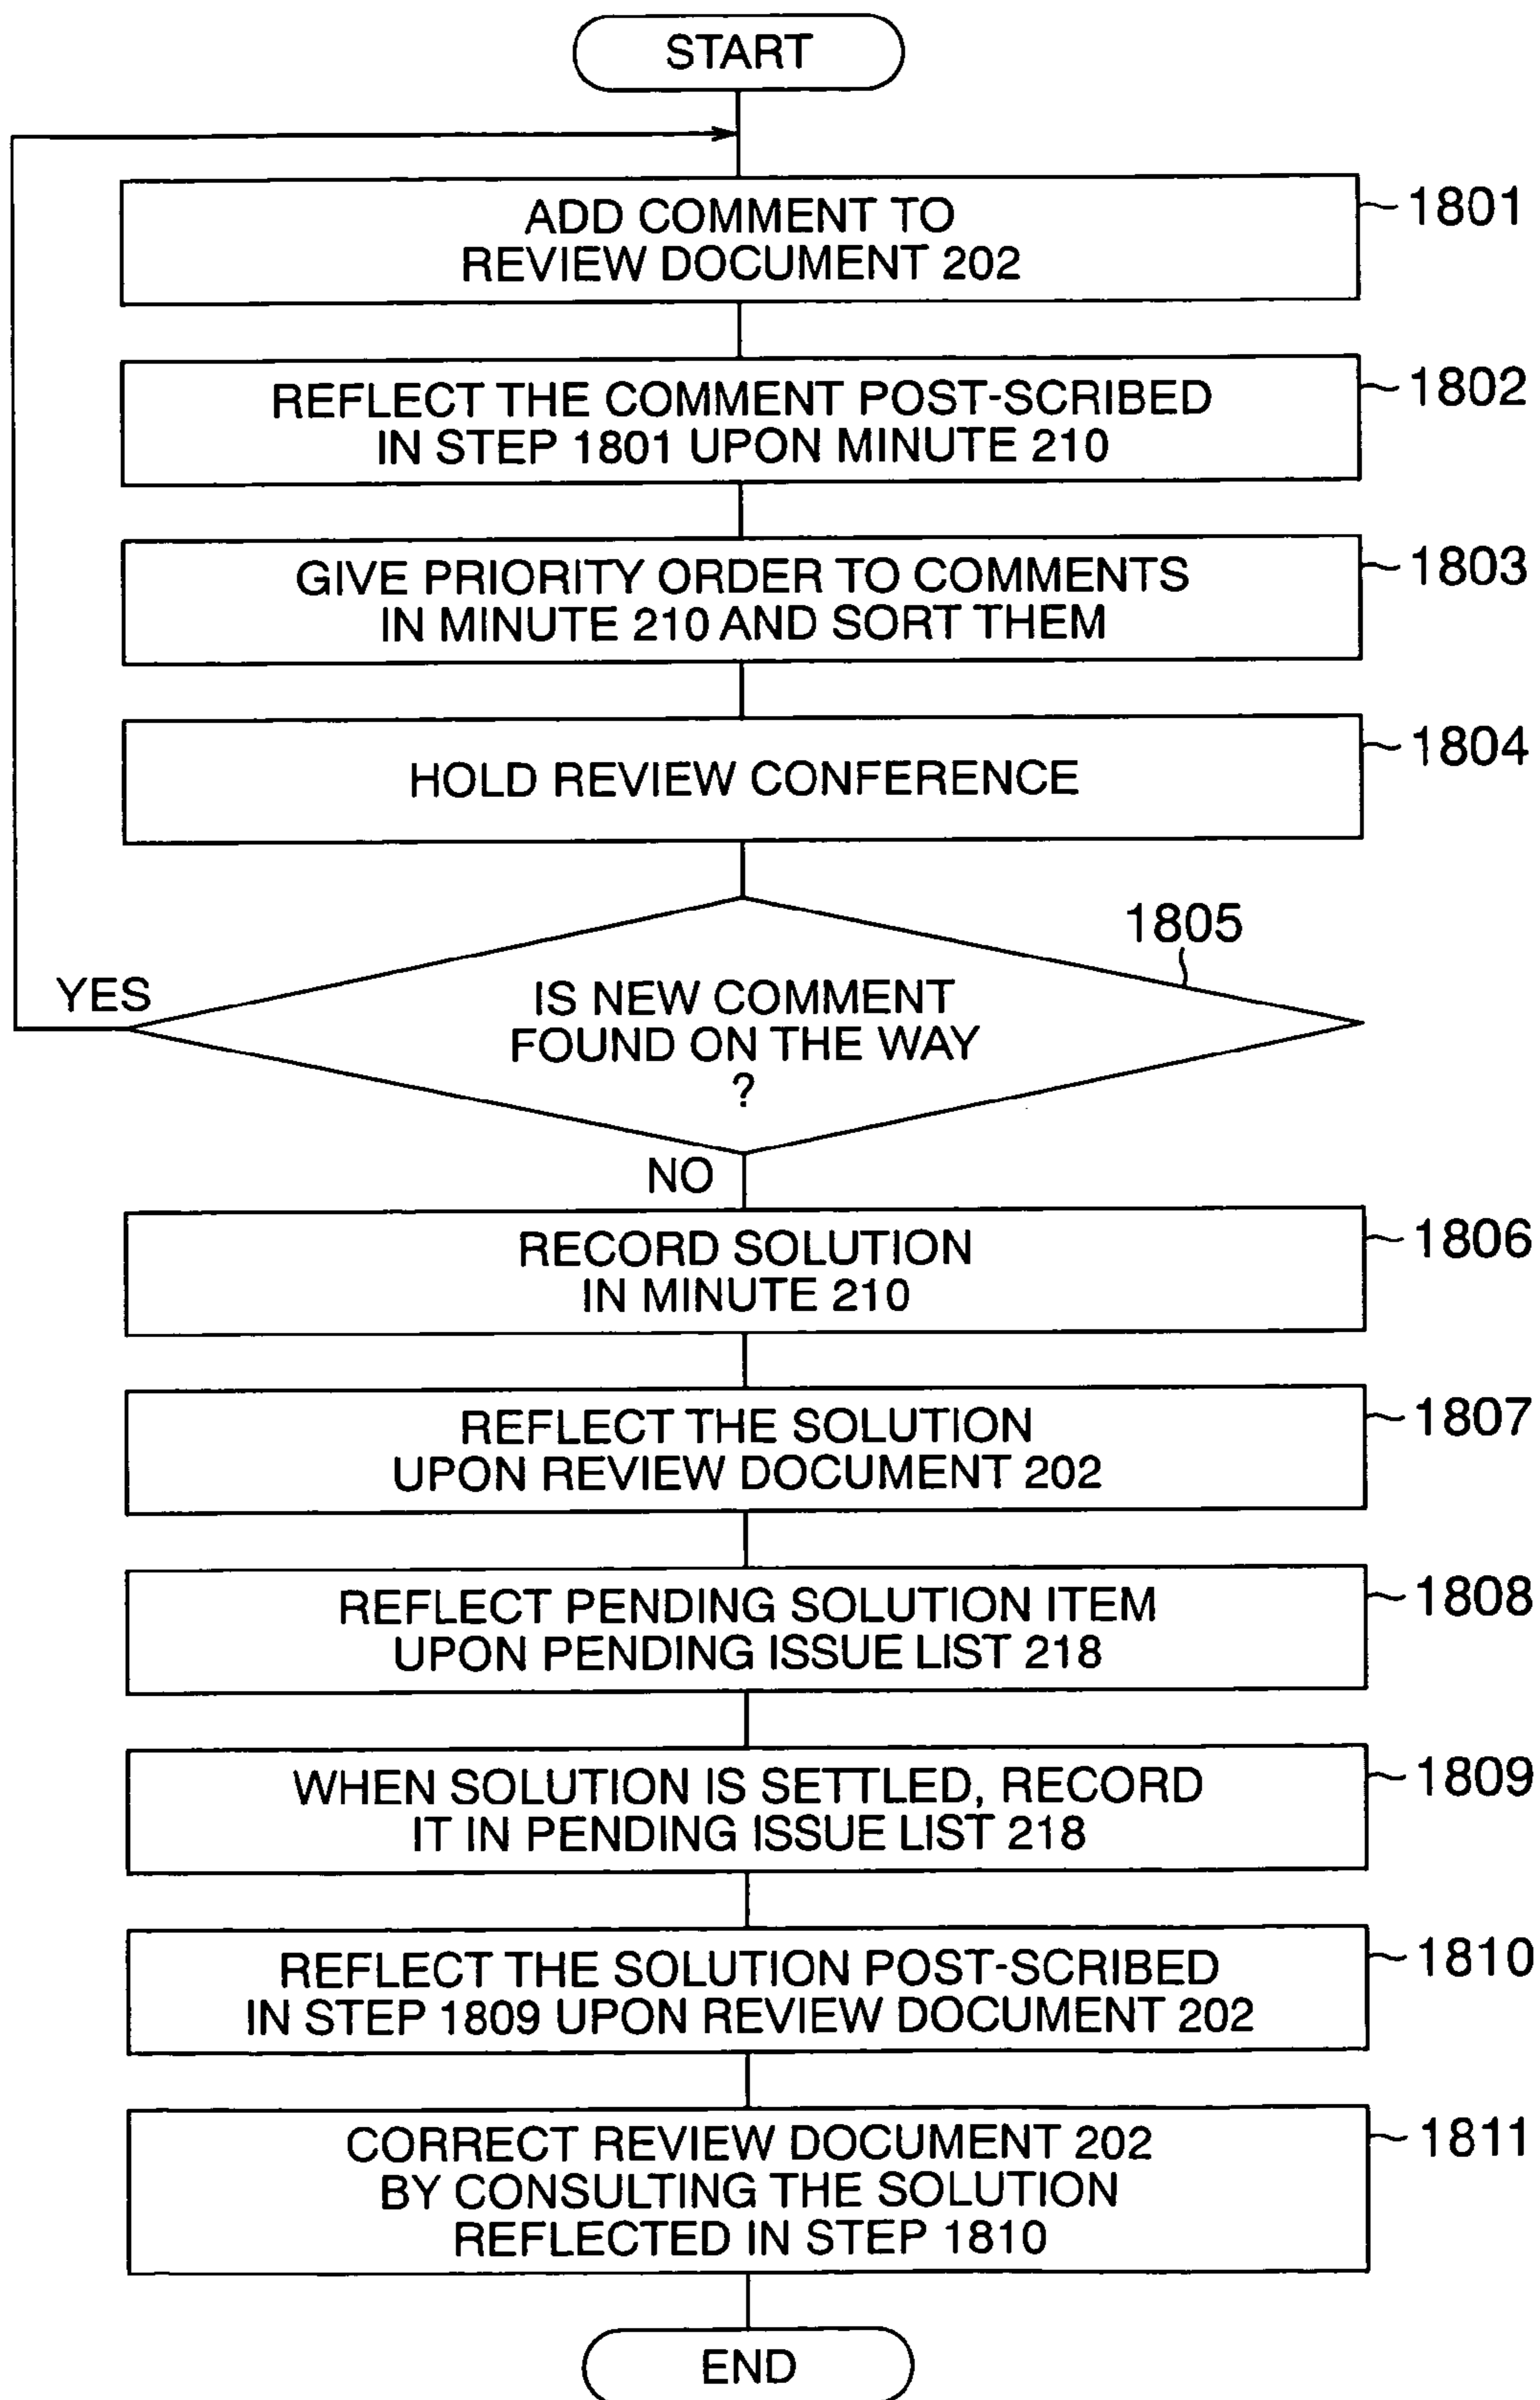 START
ADD COMMENT TO
REVIEW DOCUMENT 202
1801
REFLECT THE COMMENT POST-SCRIBED
IN STEP 1801 UPON MINUTE 210
1802
GIVE PRIORITY ORDER TO COMMENTS
IN MINUTE 210 AND SORT THEM
1803
HOLD REVIEW CONFERENCE
1804
1805
YES
IS NEW COMMENT
FOUND ON THE WAY
?
NO
RECORD SOLUTION
IN MINUTE 210
1806
REFLECT THE SOLUTION
UPON REVIEW DOCUMENT 202
1807
REFLECT PENDING SOLUTION ITEM
UPON PENDING ISSUE LIST 218
1808
WHEN SOLUTION IS SETTLED, RECORD
IT IN PENDING ISSUE LIST 218
1809
REFLECT THE SOLUTION POST-SCRIBED
IN STEP 1809 UPON REVIEW DOCUMENT 202
1810
CORRECT REVIEW DOCUMENT 202
BY CONSULTING THE SOLUTION
REFLECTED IN STEP 1810
1811
END